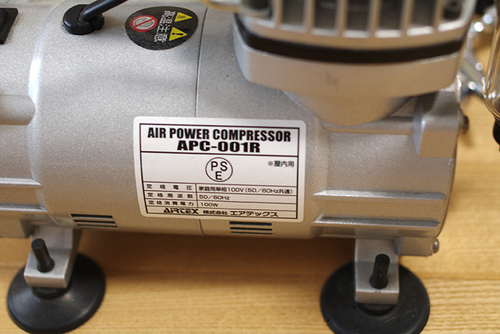 高温注意
AIR POWER COMPRESSOR
APC-001R
PS
E
※屋内用
定格電圧 家庭用単相100V(50/60Hz共通)
定格周波数 50/60Hz
定格消費電力 100W
AIRTEX 株式会社 エアテックス